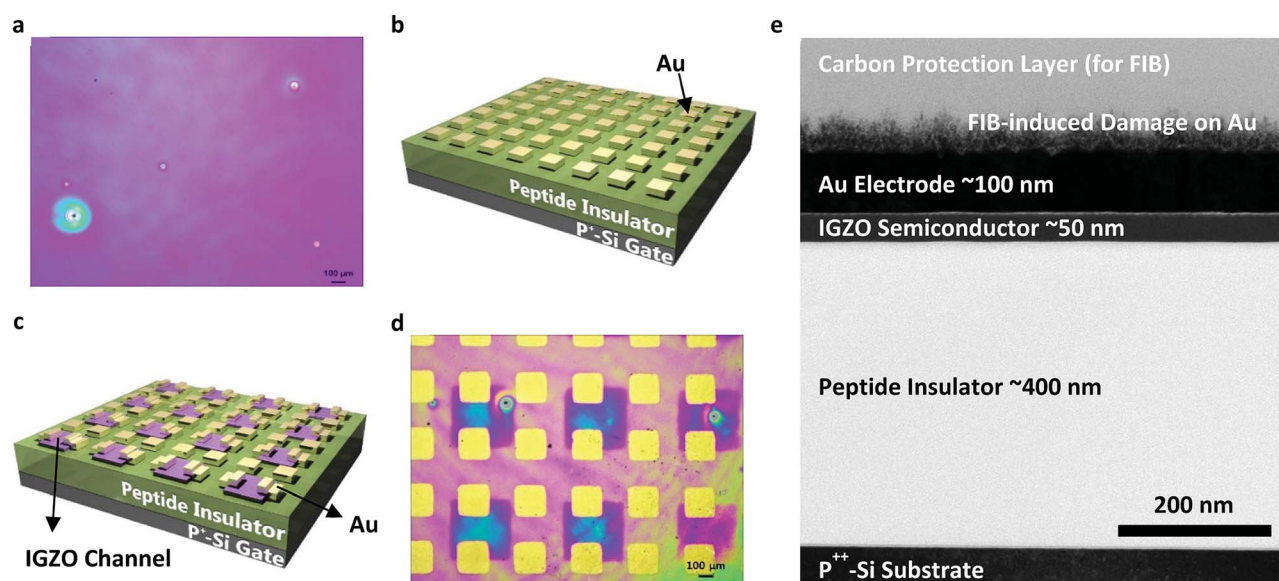 a
100 µm
b
Au
Peptide Insulator
P⁺-Si Gate
c
Peptide Insulator
P⁺-Si Gate
Au
IGZO Channel
d
100 µm
e
Carbon Protection Layer (for FIB)
FIB-induced Damage on Au
Au Electrode ~100 nm
IGZO Semiconductor ~50 nm
Peptide Insulator ~400 nm
200 nm
P⁺⁺-Si Substrate